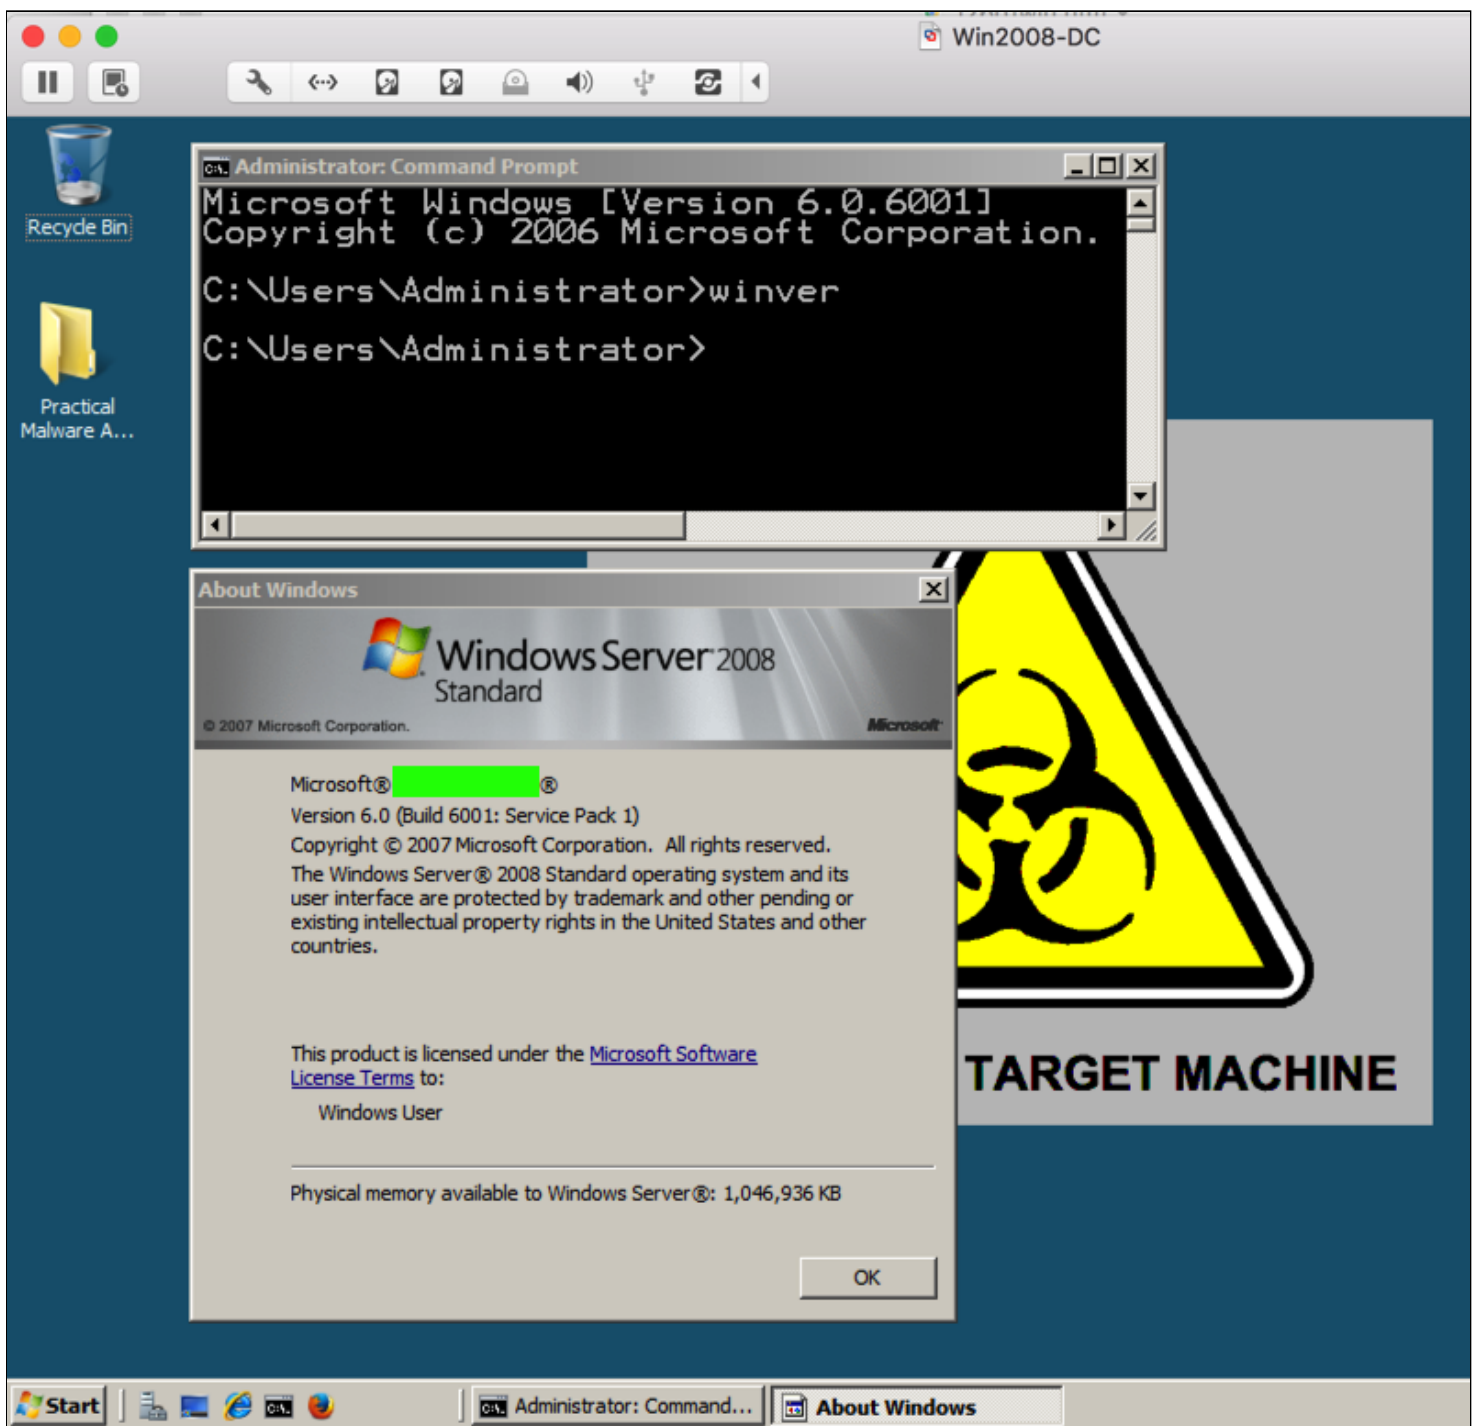 Win2008-DC
Recycle Bin
Practical
Malware A...
Administrator: Command Prompt
Microsoft Windows [Version 6.0.6001]
Copyright (c) 2006 Microsoft Corporation.
C:\Users\Administrator>winver
C:\Users\Administrator>
About Windows
Windows Server 2008
Standard
© 2007 Microsoft Corporation.
Microsoft
Microsoft® ®
Version 6.0 (Build 6001: Service Pack 1)
Copyright © 2007 Microsoft Corporation. All rights reserved.
The Windows Server® 2008 Standard operating system and its
user interface are protected by trademark and other pending or
existing intellectual property rights in the United States and other
countries.
This product is licensed under the Microsoft Software
License Terms to:
Windows User
Physical memory available to Windows Server®: 1,046,936 KB
OK
TARGET MACHINE
Start
Administrator: Command...
About Windows